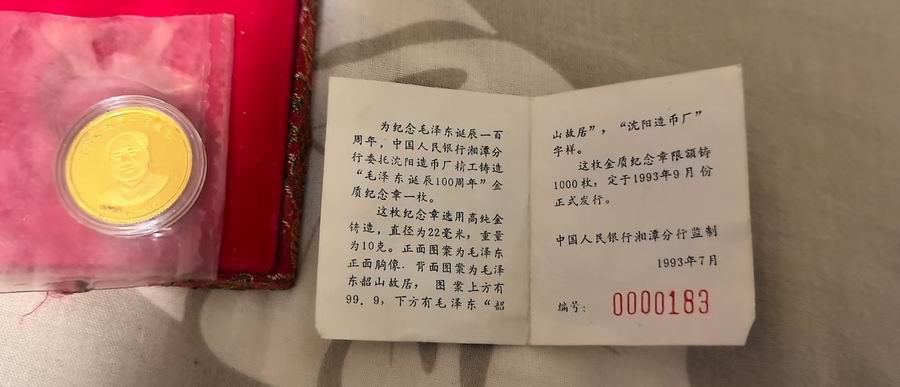 为纪念毛泽东诞辰一百
周年，中国人民银行湘潭分
行委托沈阳造币厂精工铸造
“毛泽东诞辰100周年”金
质纪念章一枚。
这枚纪念章选用高纯金
铸造，直径为22毫米，重量
为10克。正面图案为毛泽东
正面胸像．背面图案为毛泽
东韶山故居， 图案上方有
99．9，下方有毛泽东“韶
山故居”，“沈阳造币厂”
字样。
这枚金质纪念章限额铸
1000枚，定于1993年9月份
正式发行。
中国人民银行湘潭分行监制
1993年7月
编号：0000183